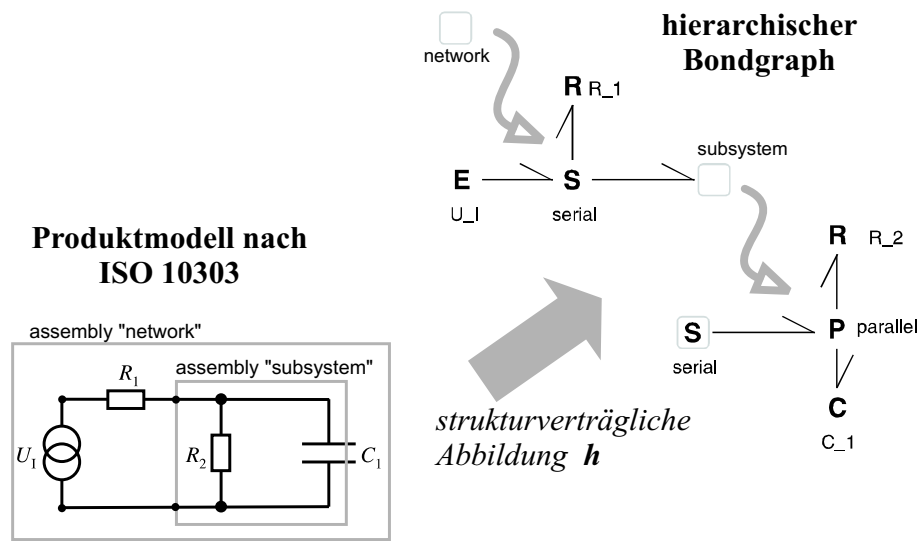 hierarchischer
Bondgraph
network
R R_1
subsystem
E S
U_I serial
R R_2
S P parallel
serial
C
C_1
Produktmodell nach
ISO 10303
assembly "network"
assembly "subsystem"
R1
U1 R2 C1
strukturverträgliche
Abbildung h